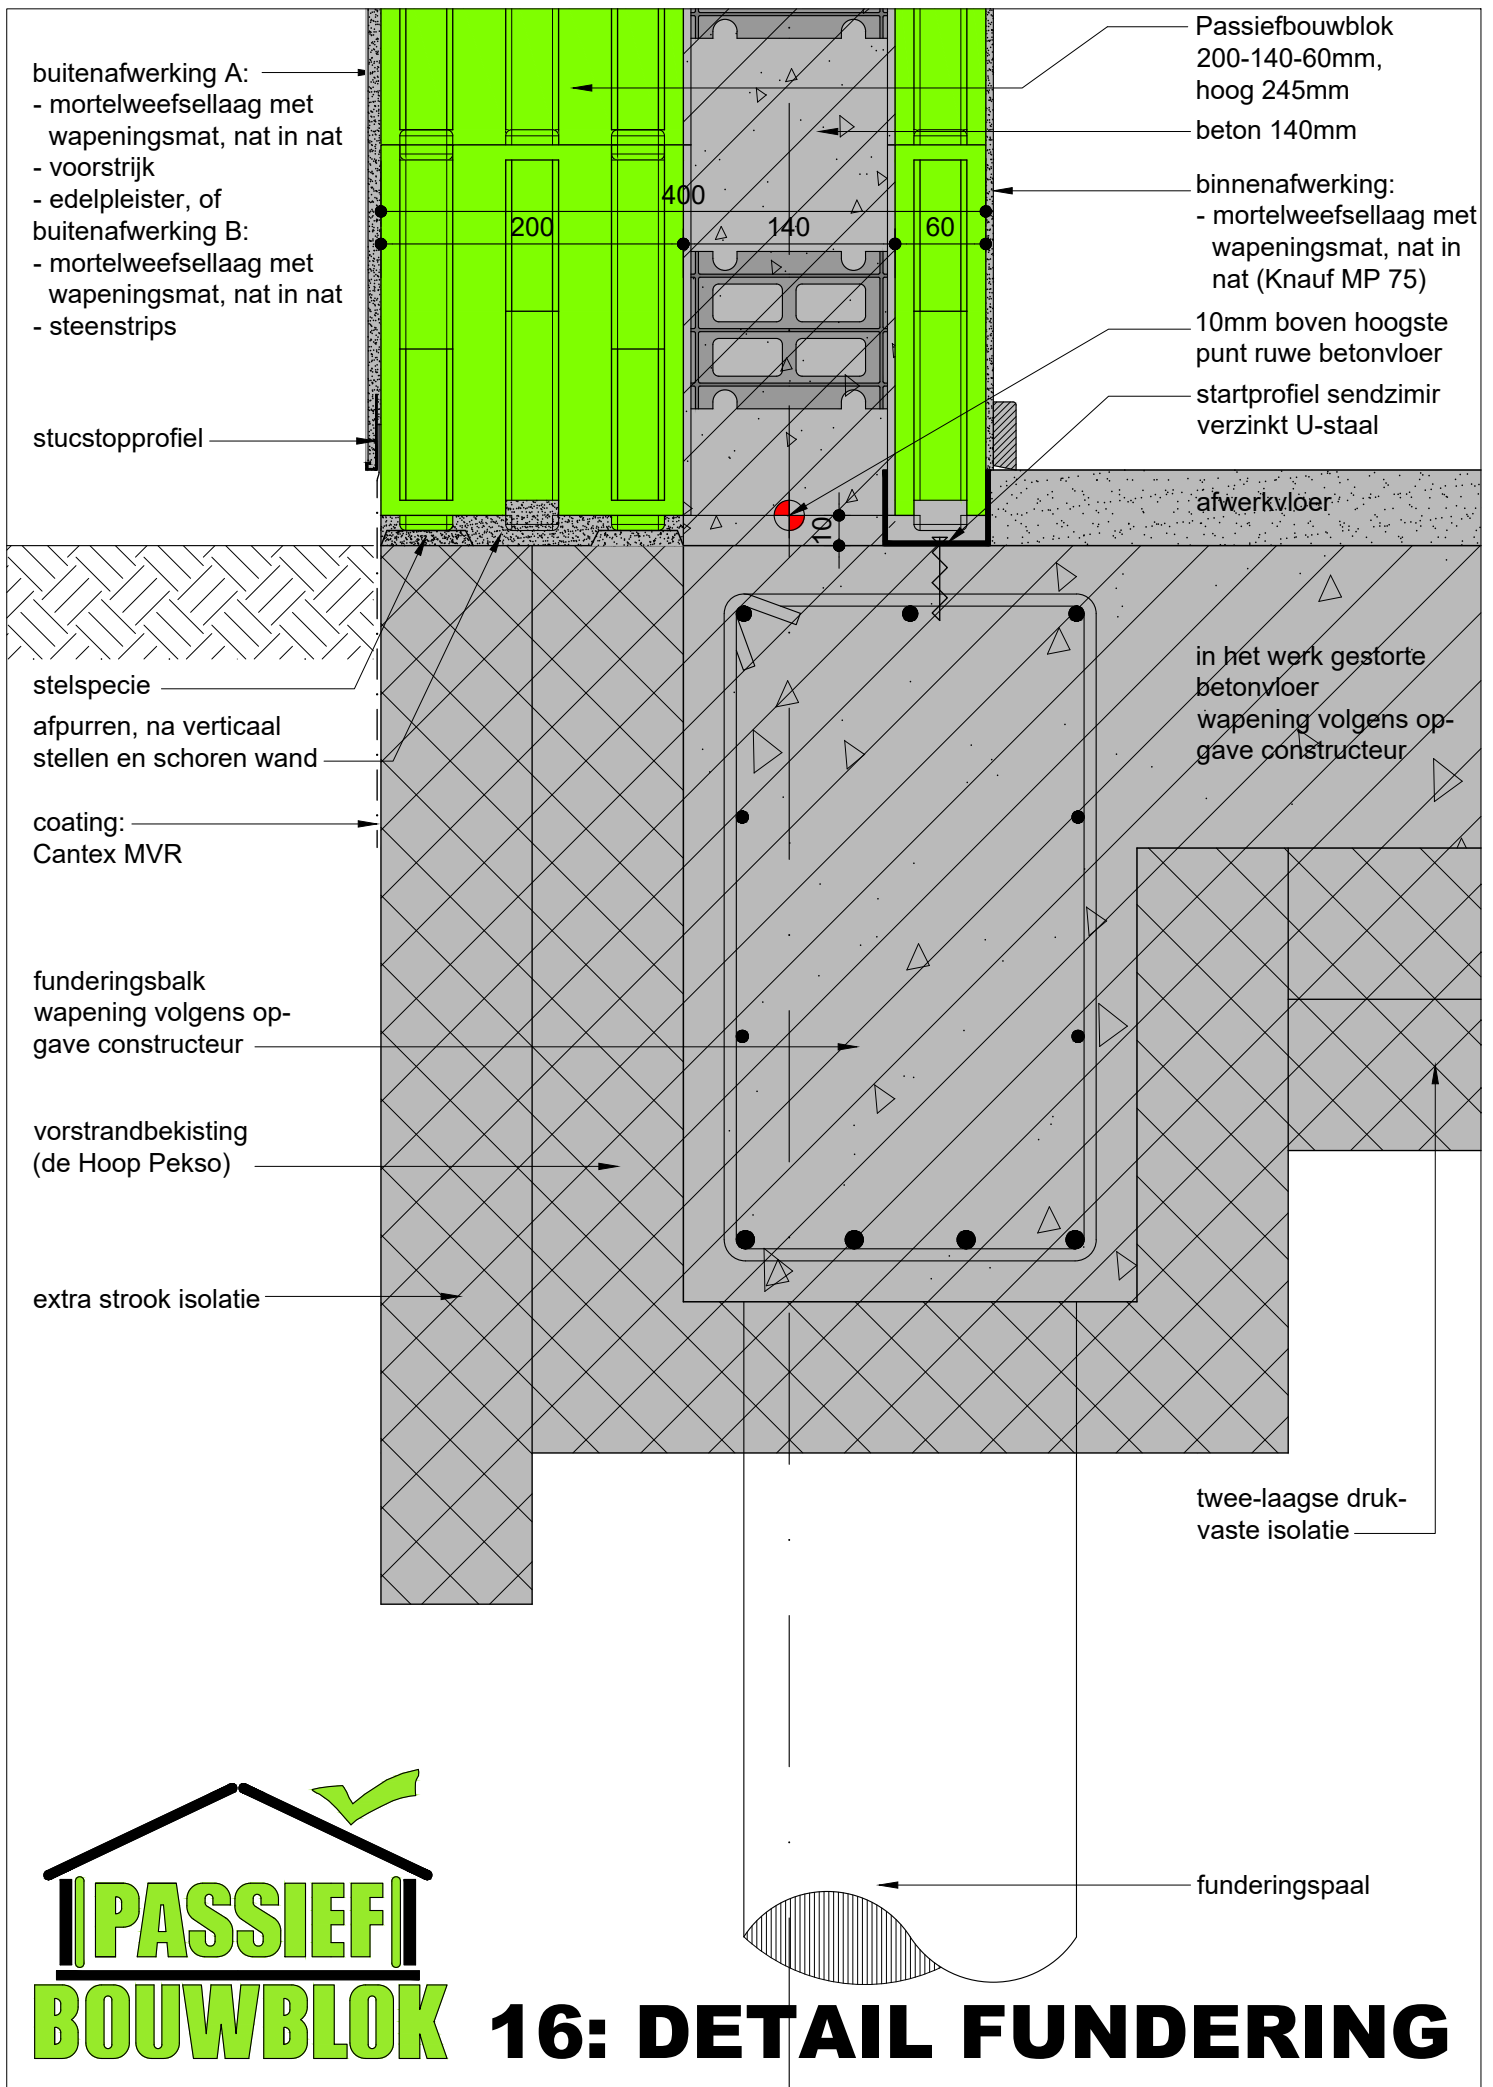 buitenafwerking A:
- mortelweefsellaag met
wapeningsmat, nat in nat
- voorstrijk
- edelpleister, of
buitenafwerking B:
- mortelweefsellaag met
wapeningsmat, nat in nat
- steenstrips
stucstopprofiel
stelspecie
afpurren, na verticaal
stellen en schoren wand
coating:
Cantex MVR
funderingsbalk
wapening volgens op-
gave constructeur
vorstrandbekisting
(de Hoop Pekso)
extra strook isolatie
400
200
140
60
10
Passiefbouwblok
200-140-60mm,
hoog 245mm
beton 140mm
binnenafwerking:
- mortelweefsellaag met
wapeningsmat, nat in
nat (Knauf MP 75)
10mm boven hoogste
punt ruwe betonvloer
startprofiel sendzimir
verzinkt U-staal
afwerkvloer
in het werk gestorte
betonvloer
wapening volgens op-
gave constructeur
twee-laagse druk-
vaste isolatie
funderingspaal
PASSIEF
BOUWBLOK
16: DETAIL FUNDERING